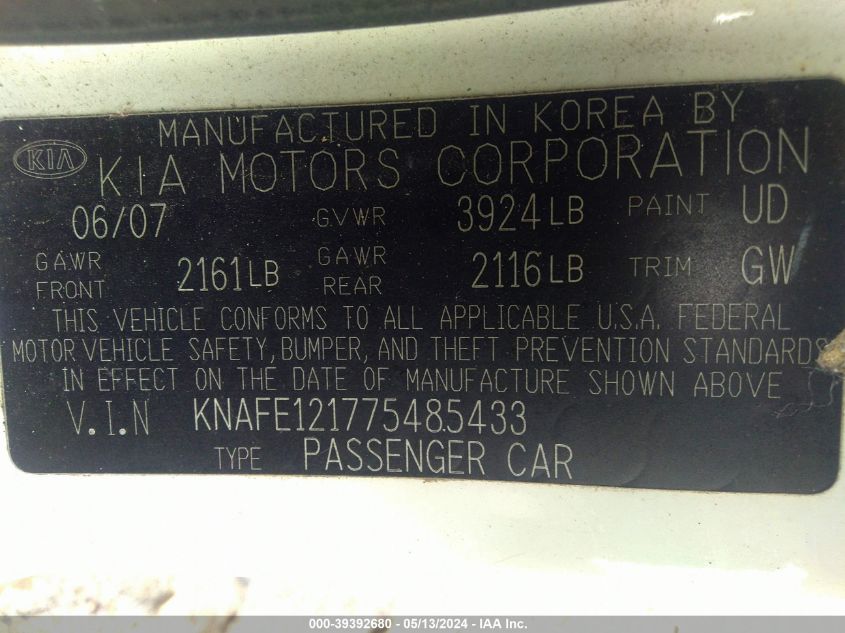 MANUFACTURED IN KOREA BY
KIA
KIA MOTORS CORPORATION
06/07 GVWR 3924LB PAINT UD
GAWR FRONT 2161LB GAWR REAR 2116LB TRIM GW
THIS VEHICLE CONFORMS TO ALL APPLICABLE U.S.A. FEDERAL
MOTOR VEHICLE SAFETY, BUMPER, AND THEFT PREVENTION STANDARDS
IN EFFECT ON THE DATE OF MANUFACTURE SHOWN ABOVE
V.I.N KNAFE121775485433
TYPE PASSENGER CAR
000-39392680 - 05/13/2024 - IAA Inc.